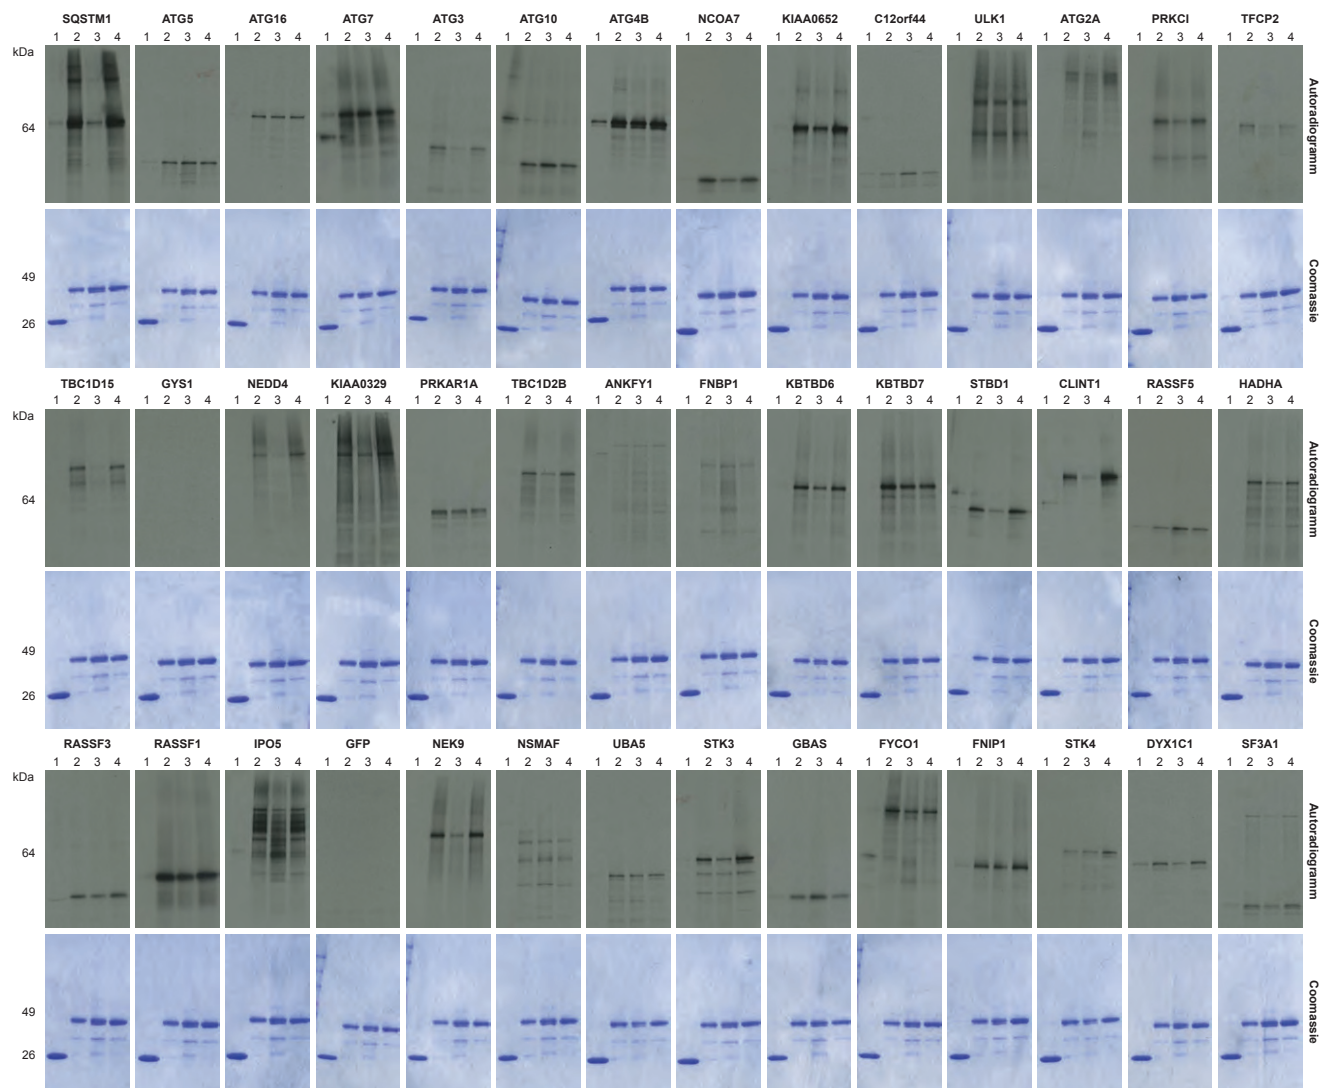 SQSTM1 ATG5 ATG16 ATG7 ATG3 ATG10 ATG4B NCOA7 KIAA0652 C12orf44 ULK1 ATG2A PRKCI TFCP2
1 2 3 4 1 2 3 4 1 2 3 4 1 2 3 4 1 2 3 4 1 2 3 4 1 2 3 4 1 2 3 4 1 2 3 4 1 2 3 4 1 2 3 4 1 2 3 4 1 2 3 4 1 2 3 4
kDa
64
Autoradiogramm
49
26
Coomassie
TBC1D15 GYS1 NEDD4 KIAA0329 PRKAR1A TBC1D2B ANKFY1 FNBP1 KBTBD6 KBTBD7 STBD1 CLINT1 RASSF5 HADHA
1 2 3 4 1 2 3 4 1 2 3 4 1 2 3 4 1 2 3 4 1 2 3 4 1 2 3 4 1 2 3 4 1 2 3 4 1 2 3 4 1 2 3 4 1 2 3 4 1 2 3 4 1 2 3 4
kDa
64
Autoradiogramm
49
26
Coomassie
RASSF3 RASSF1 IPO5 GFP NEK9 NSMAF UBA5 STK3 GBAS FYCO1 FNIP1 STK4 DYX1C1 SF3A1
1 2 3 4 1 2 3 4 1 2 3 4 1 2 3 4 1 2 3 4 1 2 3 4 1 2 3 4 1 2 3 4 1 2 3 4 1 2 3 4 1 2 3 4 1 2 3 4 1 2 3 4 1 2 3 4
kDa
64
Autoradiogramm
49
26
Coomassie